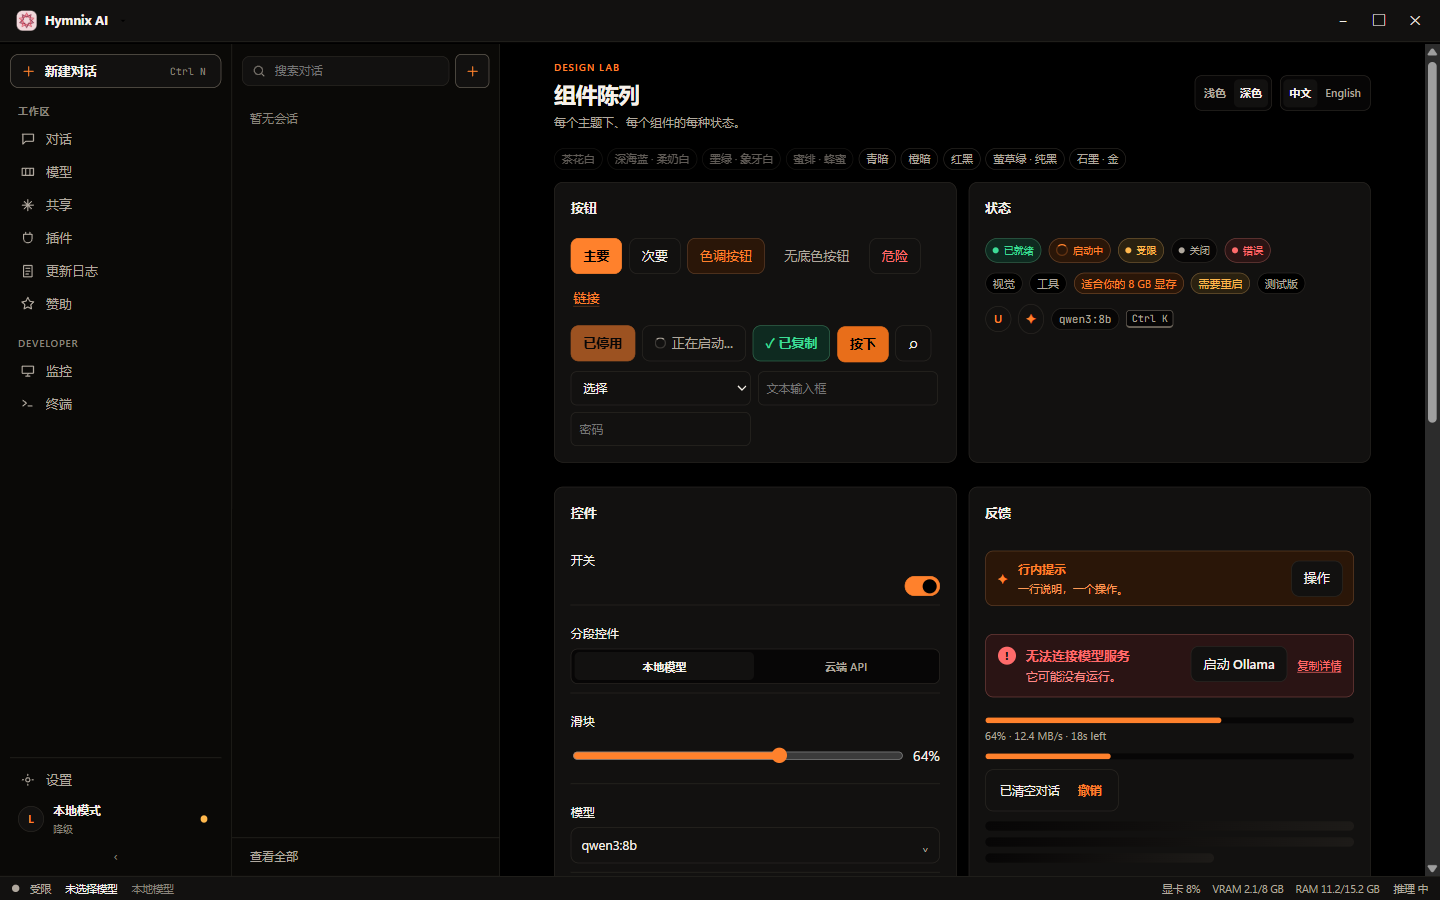 Hymnix AI
新建对话 Ctrl N
工作区
对话
模型
共享
插件
更新日志
赞助
DEVELOPER
监控
终端
设置
L 本地模式
降级
搜索对话
暂无会话
查看全部
DESIGN LAB
组件陈列
每个主题下、每个组件的每种状态。
浅色 深色 中文 English
茶花白 深海蓝 · 柔奶白 墨绿 · 象牙白 蜜绯 · 蜂蜜 青暗 橙暗 红黑 萤草绿 · 纯黑 石墨 · 金
按钮
主要 次要 色调按钮 无底色按钮 危险
链接
已停用 正在启动... ✓ 已复制 按下
选择 文本输入框
密码
状态
已就绪 启动中 受限 关闭 错误
视觉 工具 适合你的 8 GB 显存 需要重启 测试版
U qwen3:8b Ctrl K
控件
开关
分段控件
本地模型 云端 API
滑块
64%
模型
qwen3:8b
反馈
行内提示
一行说明，一个操作。
操作
无法连接模型服务
它可能没有运行。
启动 Ollama 复制详情
64% · 12.4 MB/s · 18s left
已清空对话 撤销
受限 未选择模型 本地模型 显卡 8% VRAM 2.1/8 GB RAM 11.2/15.2 GB 推理 中